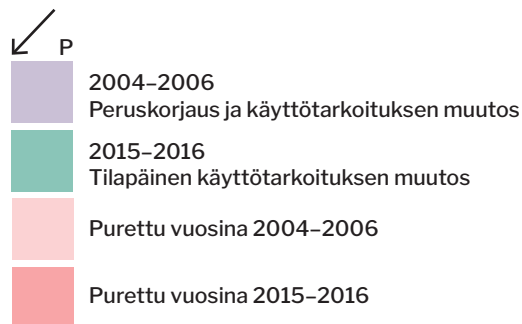 P
2004–2006
Peruskorjaus ja käyttötarkoituksen muutos
2015–2016
Tilapäinen käyttötarkoituksen muutos
Purettu vuosina 2004–2006
Purettu vuosina 2015–2016